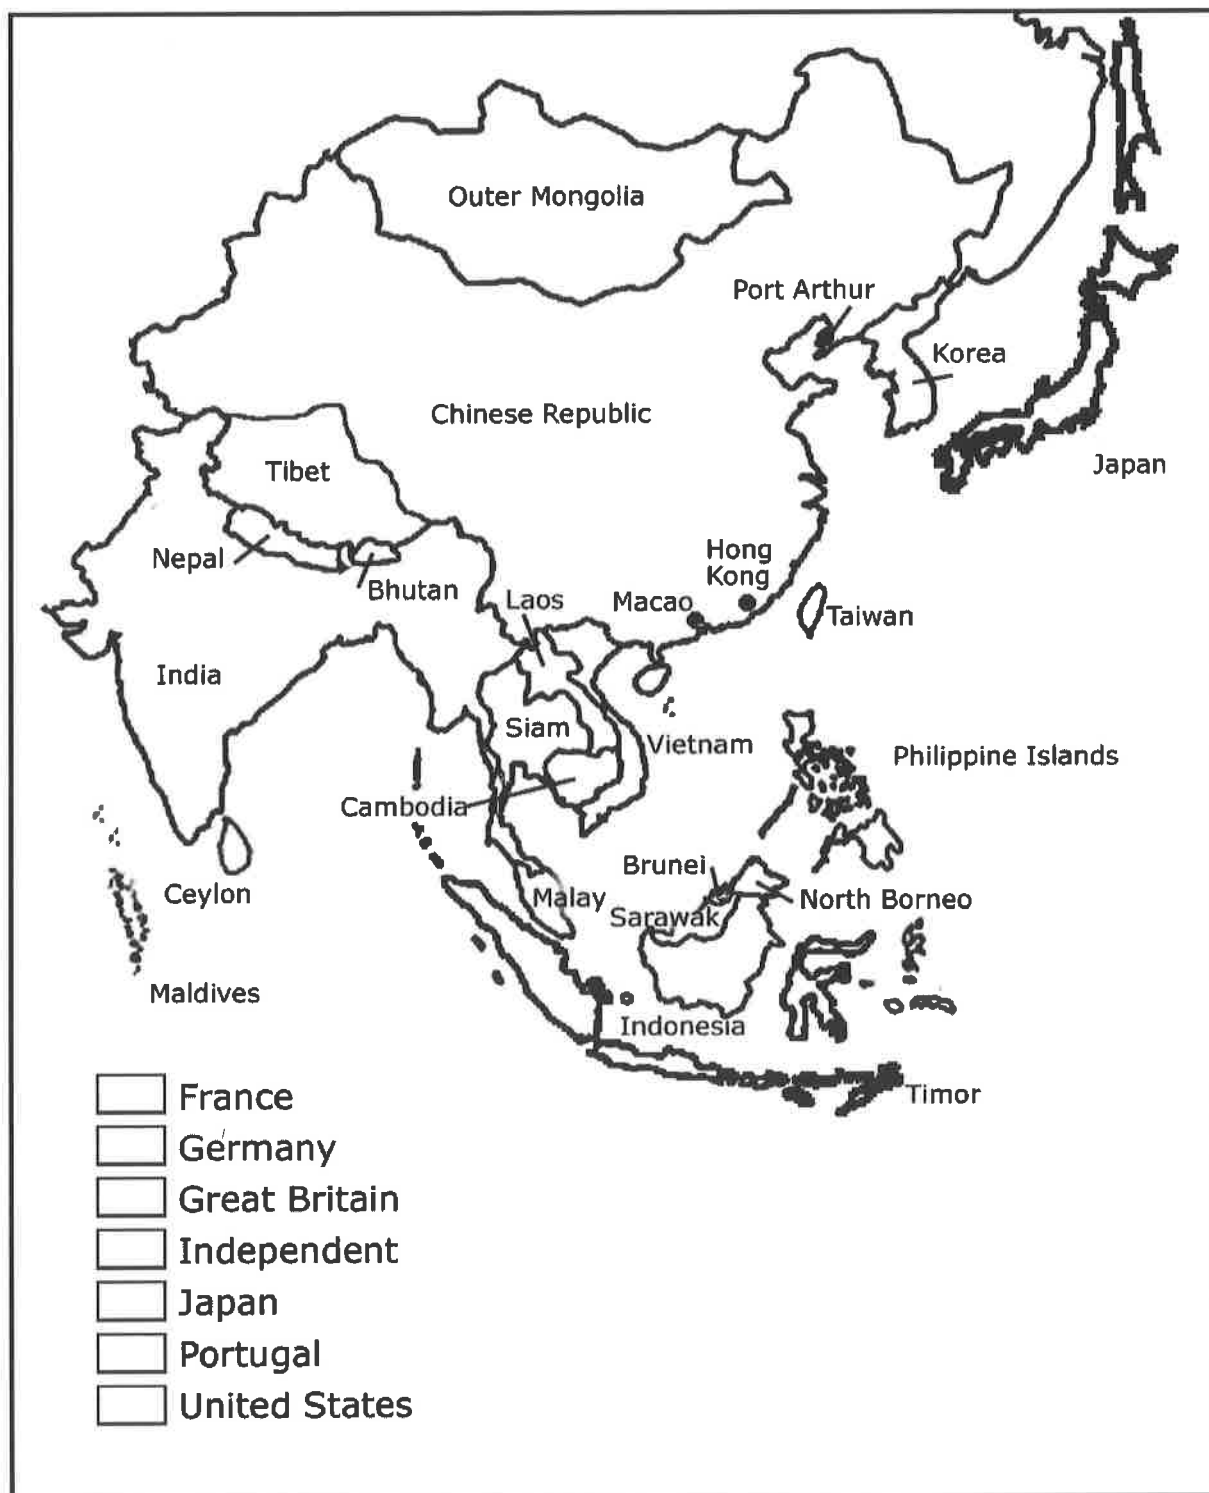 Outer Mongolia
Port Arthur
Korea
Chinese Republic
Japan
Tibet
Hong
Kong
Nepal
Bhutan
Laos
Macao
Taiwan
India
Siam
Vietnam
Philippine Islands
Cambodia
Brunei
Ceylon
Malay
North Borneo
Sarawak
Maldives
Indonesia
Timor
France
Germany
Great Britain
Independent
Japan
Portugal
United States